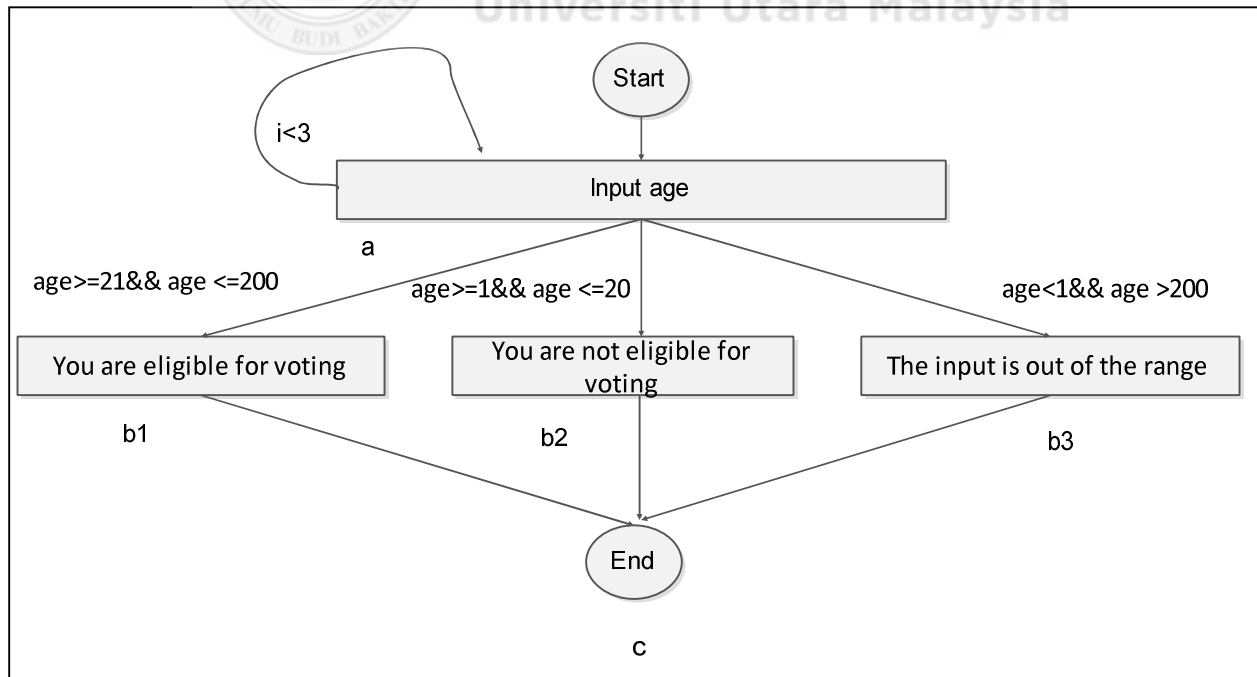 Universiti Utara Malaysia
BUDI BAKTI
Start
i<3
Input age
a
age>=21&& age <=200
age>=1&& age <=20
age<1&& age >200
You are eligible for voting
You are not eligible for
voting
The input is out of the range
b1
b2
b3
End
c